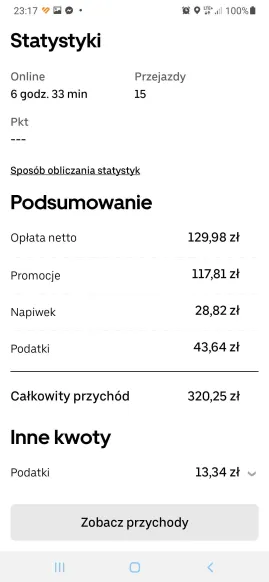 23:17 100%
Statystyki
Online Przejazdy
6 godz. 33 min 15
Pkt
---
Sposób obliczania statystyk
Podsumowanie
Opłata netto 129,98 zł
Promocje 117,81 zł
Napiwek 28,82 zł
Podatki 43,64 zł
Całkowity przychód 320,25 zł
Inne kwoty
Podatki 13,34 zł
Zobacz przychody